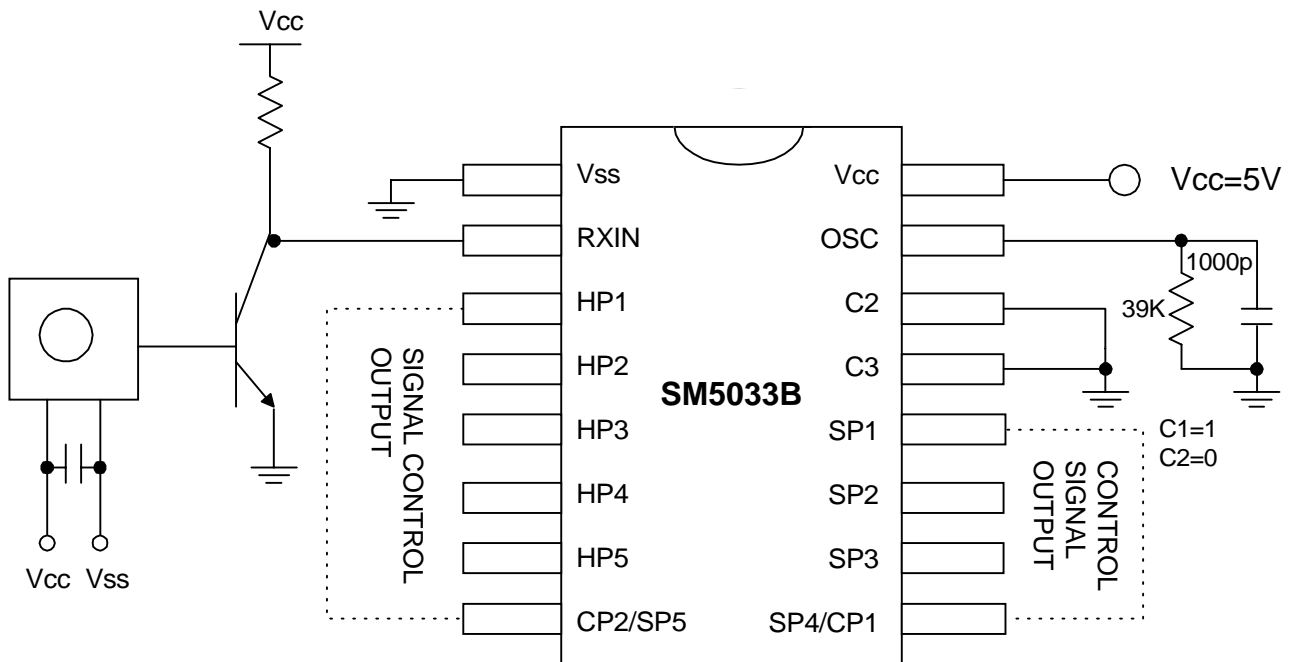 Vcc
Vss
Vcc
Vcc=5V
RXIN
OSC
1000p
HP1
C2
39K
HP2
C3
SM5033B
HP3
SP1
C1=1
C2=0
HP4
SP2
HP5
SP3
CP2/SP5
SP4/CP1
SIGNAL CONTROL
OUTPUT
CONTROL
SIGNAL
OUTPUT
Vcc
Vss